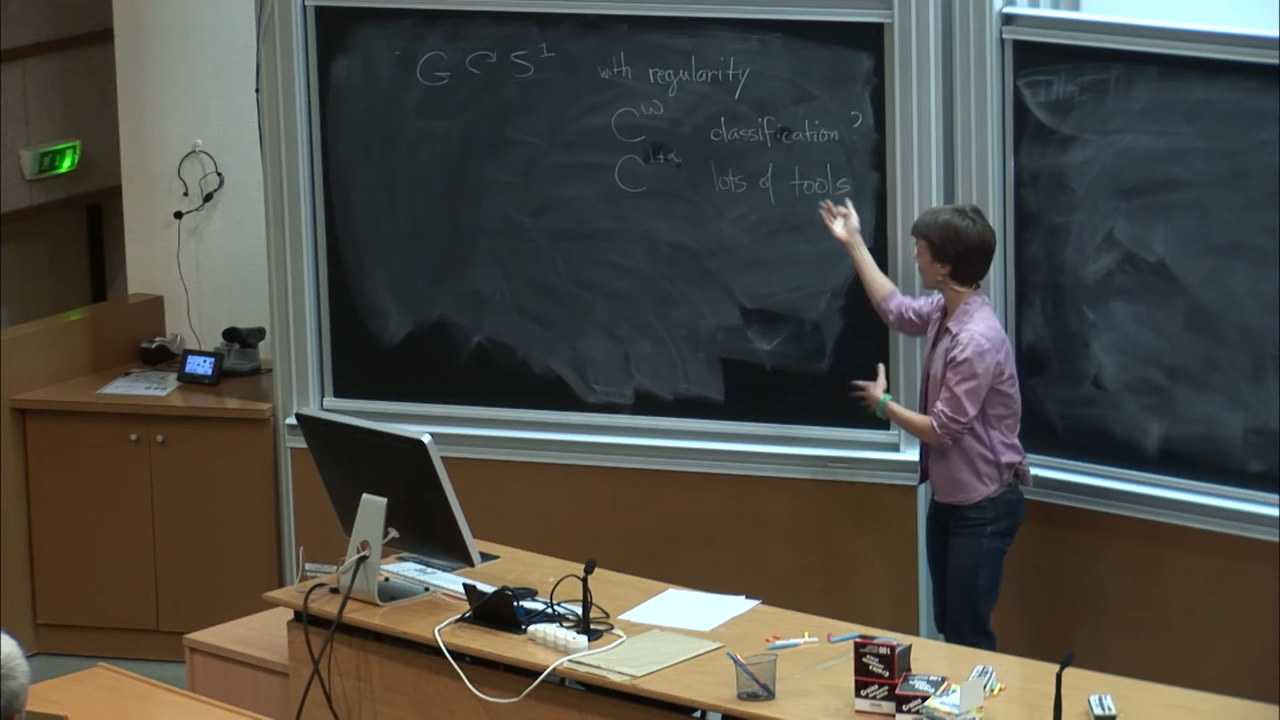 G ⟳ S¹ with regularity
C^ω classification?
C^{1+α} lots of tools